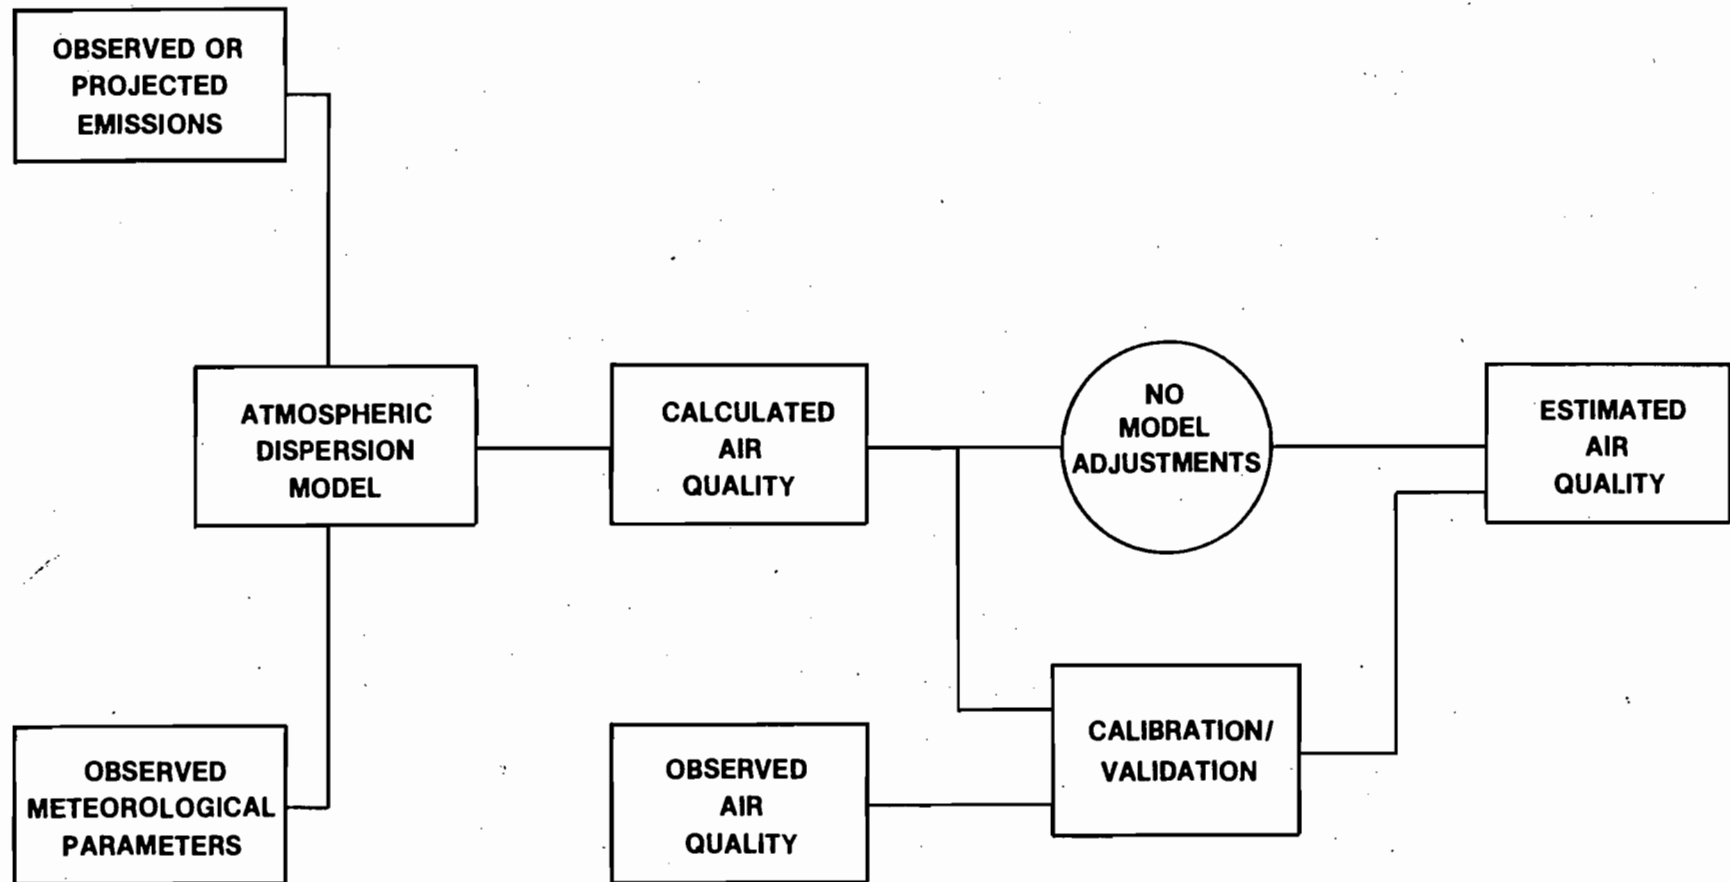 OBSERVED OR
PROJECTED
EMISSIONS
ATMOSPHERIC
DISPERSION
MODEL
CALCULATED
AIR
QUALITY
NO
MODEL
ADJUSTMENTS
ESTIMATED
AIR
QUALITY
OBSERVED
METEOROLOGICAL
PARAMETERS
OBSERVED
AIR
QUALITY
CALIBRATION/
VALIDATION